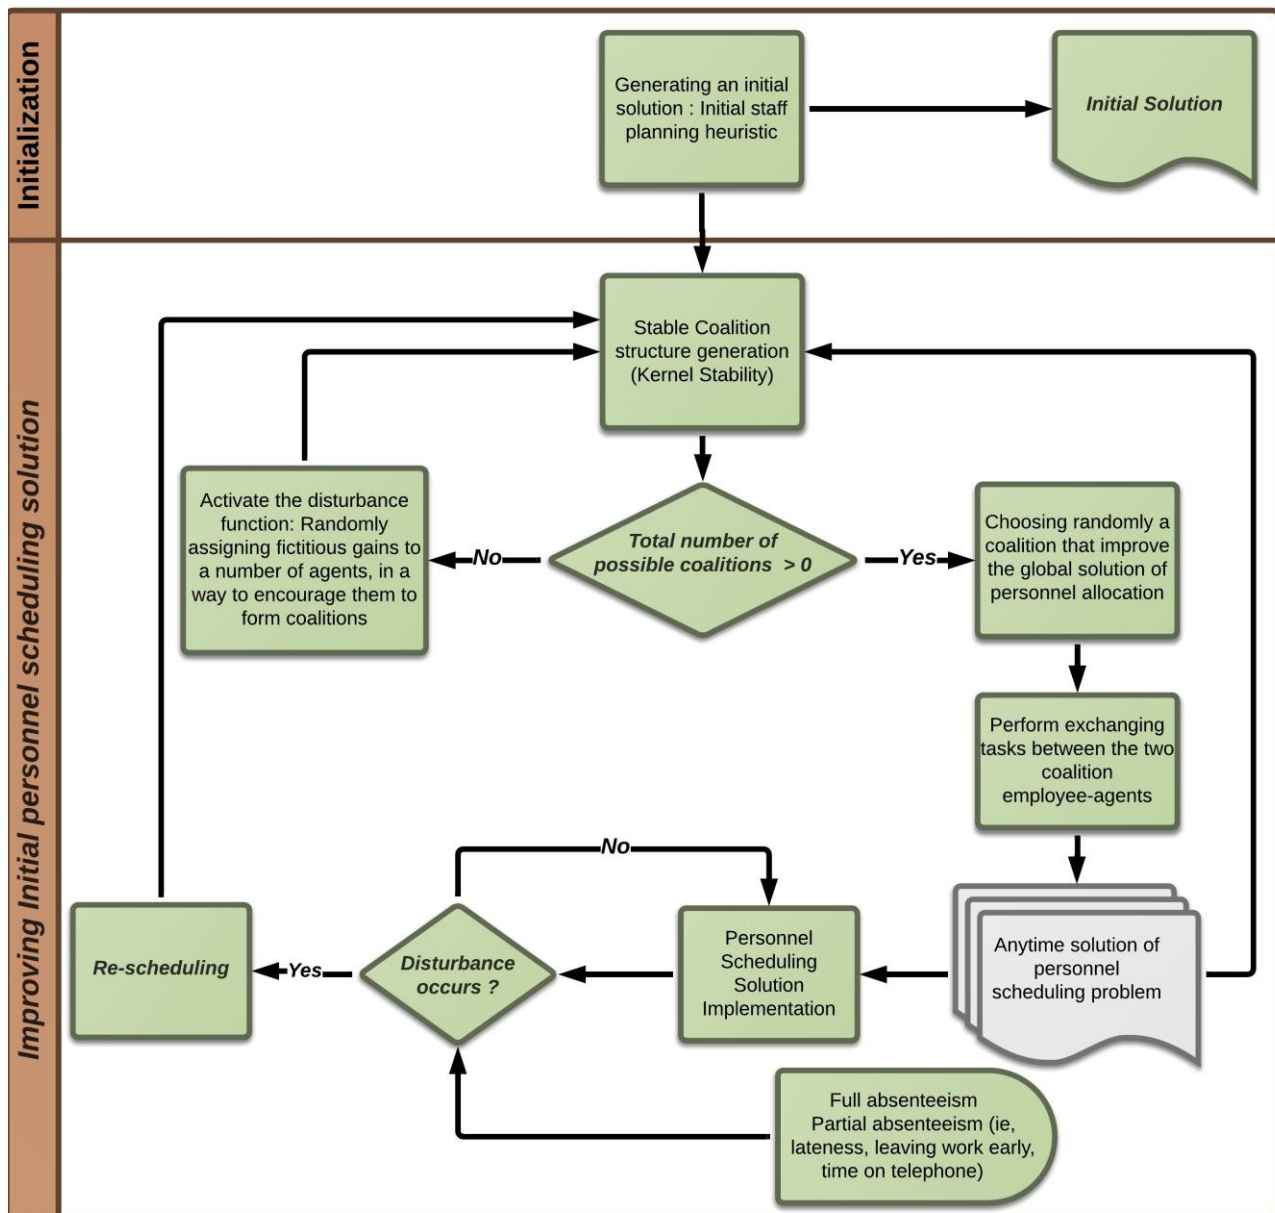 Initialization
Generating an initial
solution : Initial staff
planning heuristic
Initial Solution
Improving Initial personnel scheduling solution
Stable Coalition
structure generation
(Kernel Stability)
Activate the disturbance
function: Randomly
assigning fictitious gains to
a number of agents, in a
way to encourage them to
form coalitions
No
Total number of
possible coalitions > 0
Yes
Choosing randomly a
coalition that improve
the global solution of
personnel allocation
Perform exchanging
tasks between the two
coalition
employee-agents
No
Re-scheduling
Yes
Disturbance
occurs ?
Personnel
Scheduling
Solution
Implementation
Anytime solution of
personnel
scheduling problem
Full absenteeism
Partial absenteeism (ie,
lateness, leaving work early,
time on telephone)